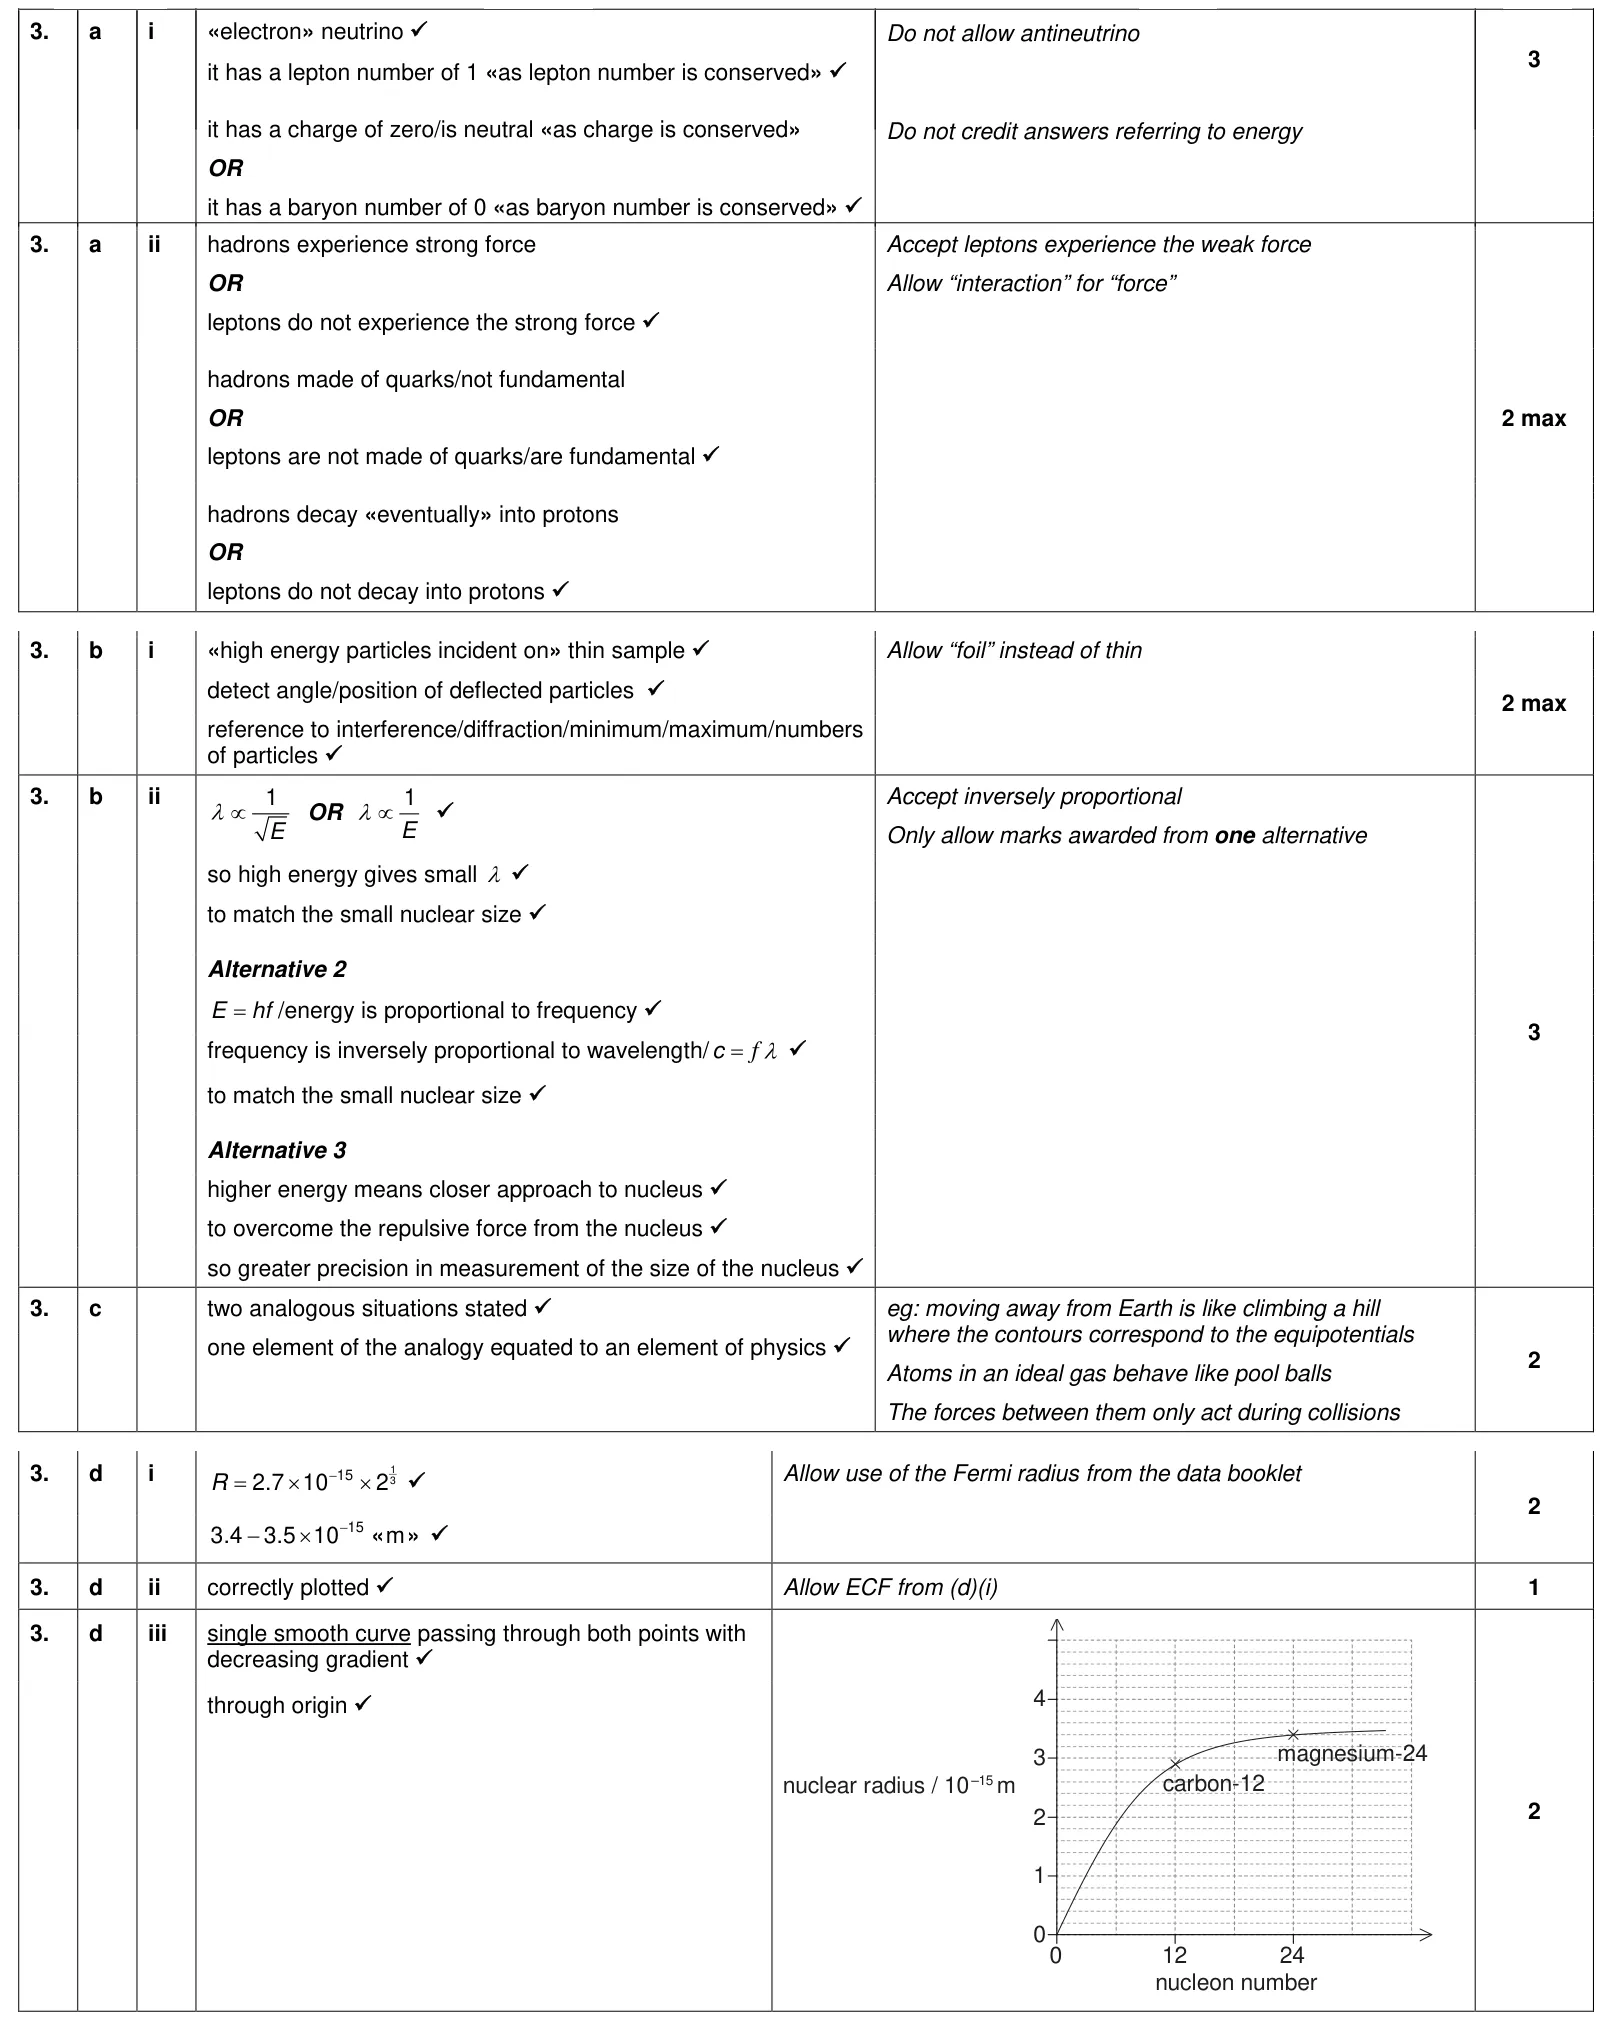 3. a i «electron» neutrino ✓ Do not allow antineutrino 3
it has a lepton number of 1 «as lepton number is conserved» ✓
it has a charge of zero/is neutral «as charge is conserved» Do not credit answers referring to energy
OR
it has a baryon number of 0 «as baryon number is conserved» ✓
3. a ii hadrons experience strong force Accept leptons experience the weak force
OR Allow “interaction” for “force”
leptons do not experience the strong force ✓
hadrons made of quarks/not fundamental
OR 2 max
leptons are not made of quarks/are fundamental ✓
hadrons decay «eventually» into protons
OR
leptons do not decay into protons ✓
3. b i «high energy particles incident on» thin sample ✓ Allow “foil” instead of thin
detect angle/position of deflected particles ✓ 2 max
reference to interference/diffraction/minimum/maximum/numbers
of particles ✓
3. b ii λ ∝ 1/√E OR λ ∝ 1/E ✓ Accept inversely proportional
Only allow marks awarded from one alternative
so high energy gives small λ ✓
to match the small nuclear size ✓
Alternative 2
E = hf /energy is proportional to frequency ✓
frequency is inversely proportional to wavelength/ c = f λ ✓ 3
to match the small nuclear size ✓
Alternative 3
higher energy means closer approach to nucleus ✓
to overcome the repulsive force from the nucleus ✓
so greater precision in measurement of the size of the nucleus ✓
3. c two analogous situations stated ✓ eg: moving away from Earth is like climbing a hill
where the contours correspond to the equipotentials
one element of the analogy equated to an element of physics ✓ 2
Atoms in an ideal gas behave like pool balls
The forces between them only act during collisions
3. d i R = 2.7 × 10⁻¹⁵ × 2^(1/3) ✓ Allow use of the Fermi radius from the data booklet 2
3.4 – 3.5 × 10⁻¹⁵ «m» ✓
3. d ii correctly plotted ✓ Allow ECF from (d)(i) 1
3. d iii single smooth curve passing through both points with
decreasing gradient ✓
through origin ✓
4
3
magnesium-24
nuclear radius / 10⁻¹⁵ m
carbon-12
2
2
1
0
0 12 24
nucleon number